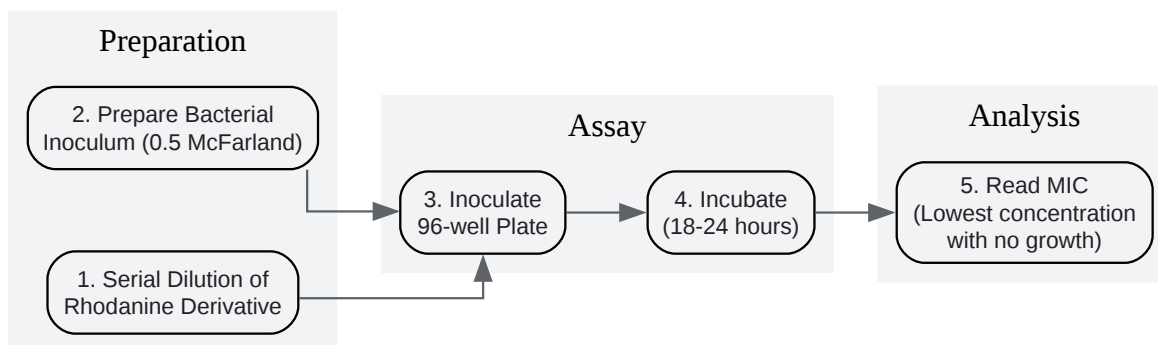 Preparation
2. Prepare Bacterial
Inoculum (0.5 McFarland)
1. Serial Dilution of
Rhodanine Derivative
Assay
3. Inoculate
96-well Plate
4. Incubate
(18-24 hours)
Analysis
5. Read MIC
(Lowest concentration
with no growth)